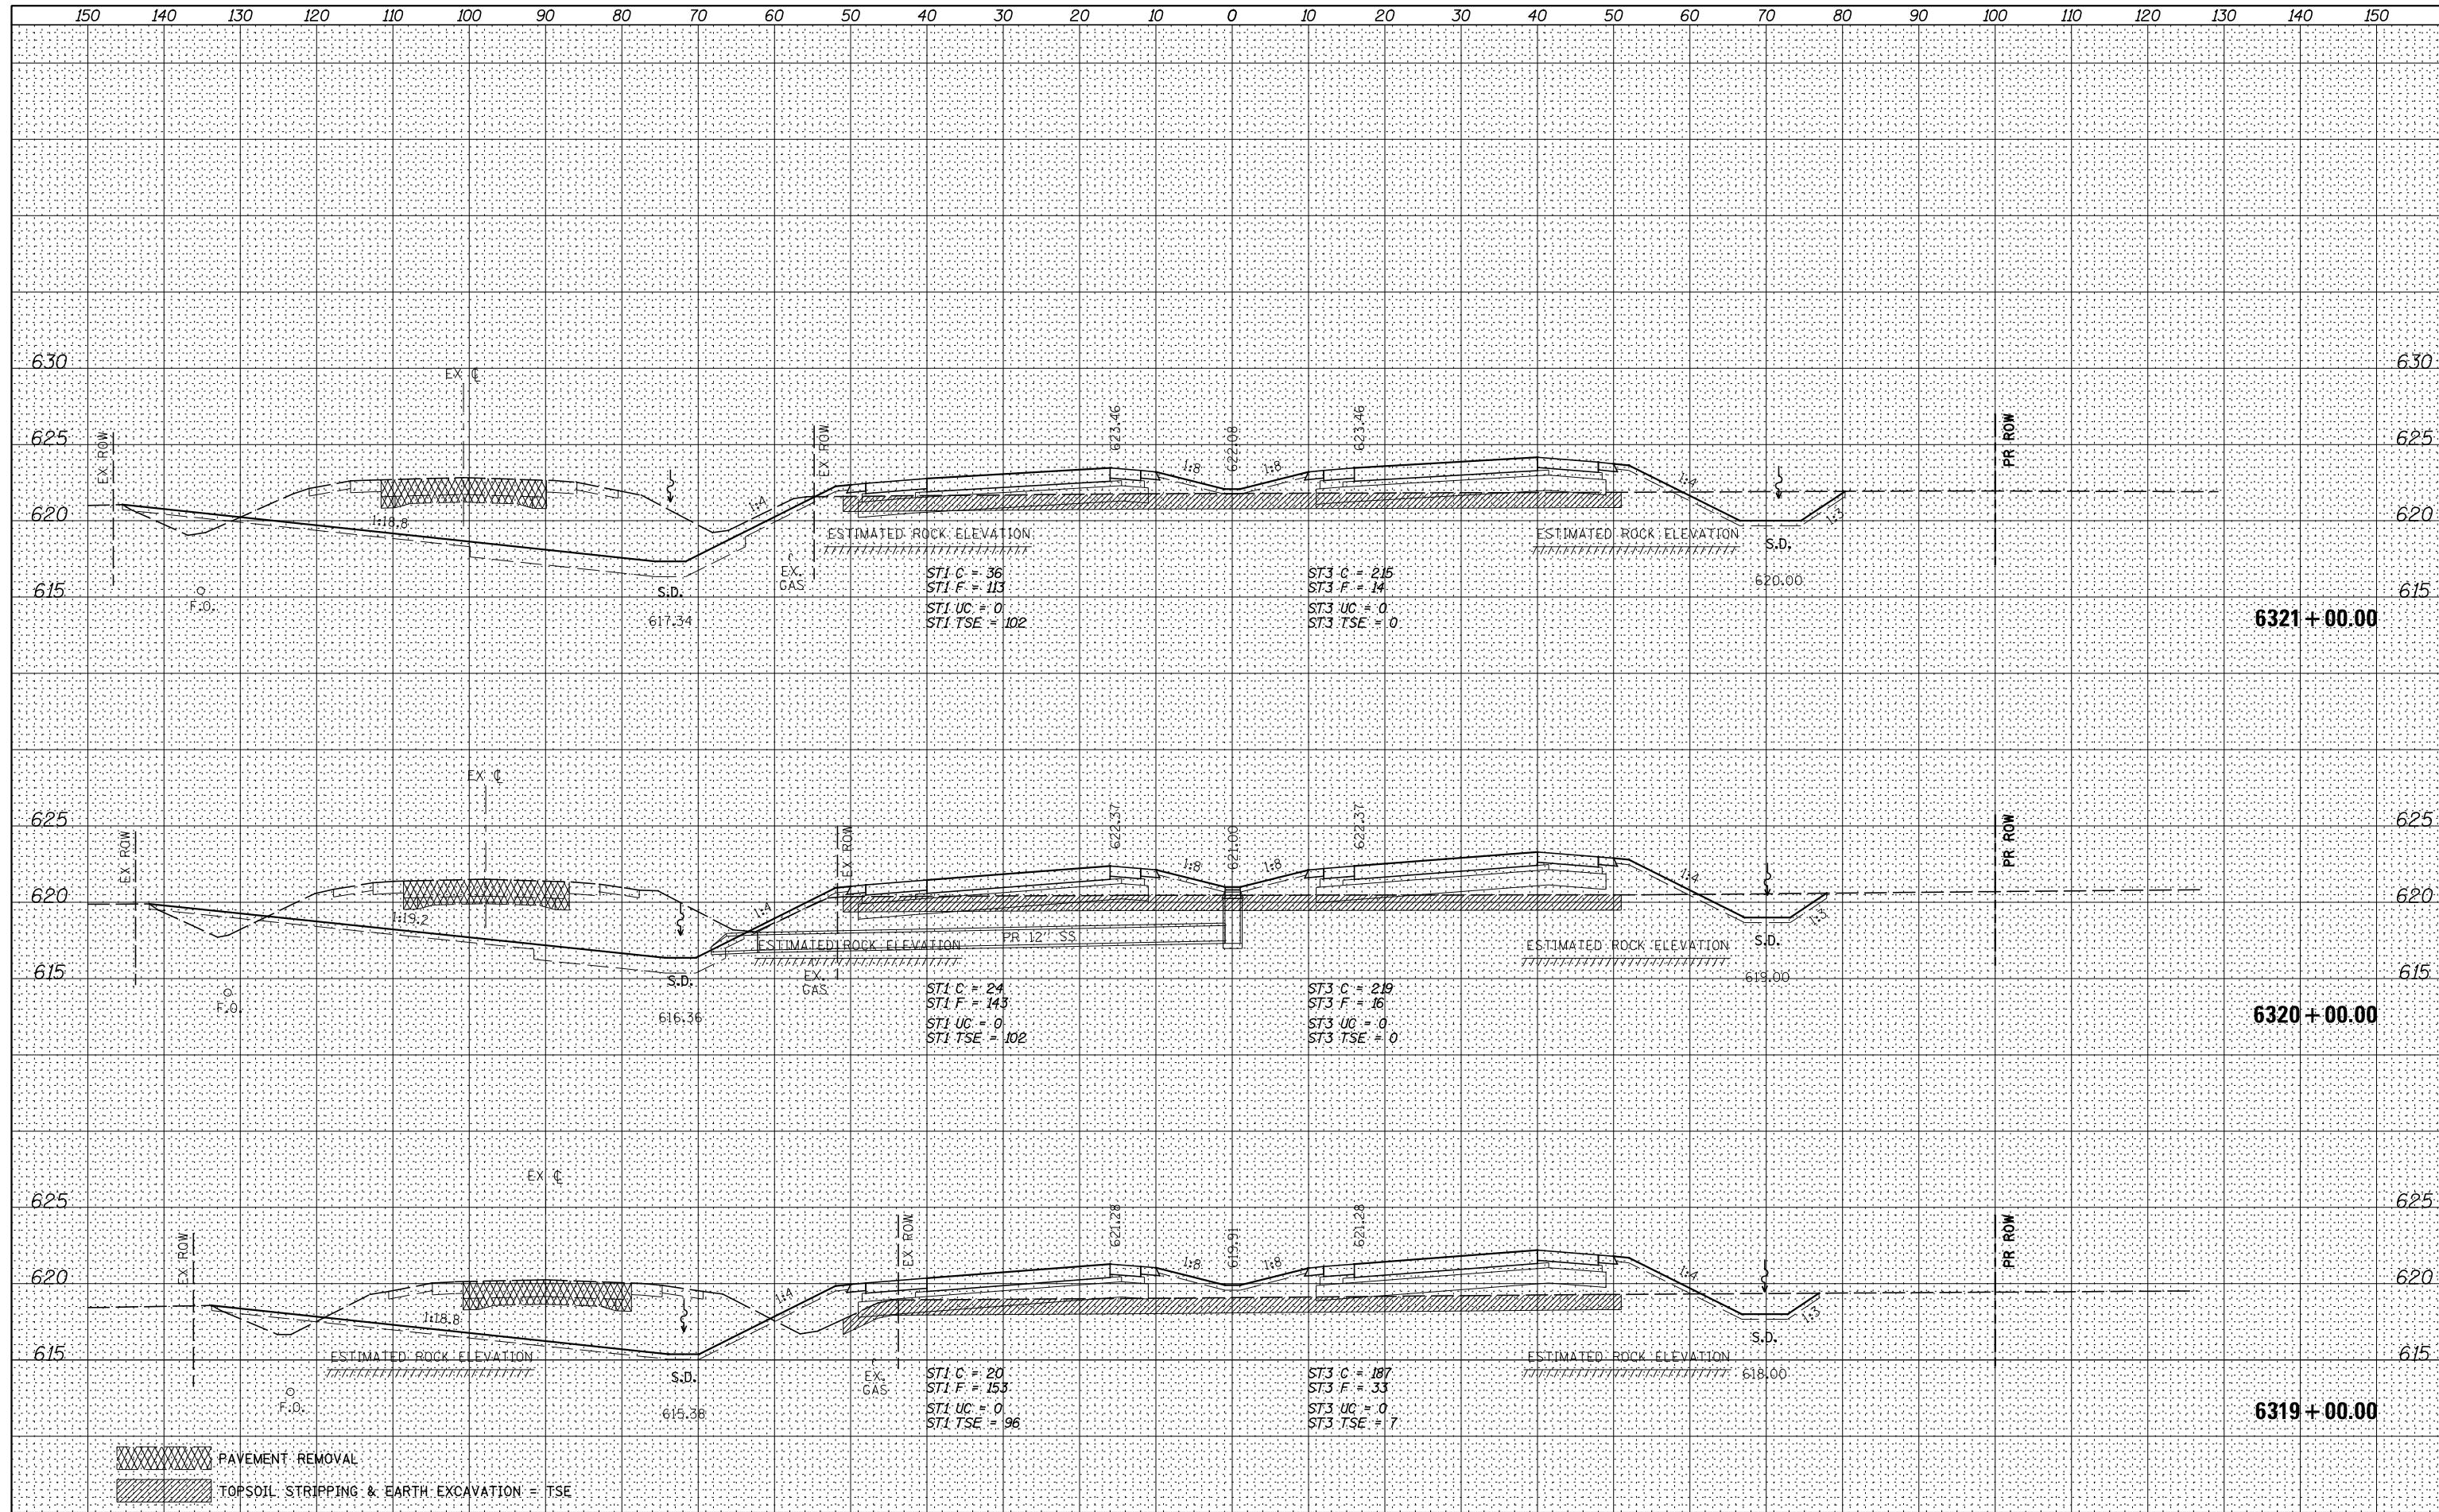 150 140 130 120 110 100 90 80 70 60 50 40 30 20 10 0 10 20 30 40 50 60 70 80 90 100 110 120 130 140 150
630 630
EX ℄
625 EX ROW EX ROW 623.46 622.08 623.46 PR ROW 625
1:4 1:8 1:8 1:4
620 1:18.8 1:3 620
ESTIMATED ROCK ELEVATION ESTIMATED ROCK ELEVATION
S.D.
EX.
GAS
ST1 C = 36 ST3 C = 215
620.00
ST1 F = 113 ST3 F = 14
615 615
S.D.
F.O.
ST1 UC = 0 ST3 UC = 0
617.34
ST1 TSE = 102 ST3 TSE = 0
6321+00.00
EX ℄
625 625
EX ROW EX ROW 622.37 621.00 622.37 PR ROW
1:8 1:8 1:4
620 1:19.2 1:4 1:3 620
PR 12" SS
ESTIMATED ROCK ELEVATION ESTIMATED ROCK ELEVATION
S.D.
615 615
S.D.
EX.
GAS
619.00
ST1 C = 24 ST3 C = 219
ST1 F = 143 ST3 F = 16
F.O.
616.36
ST1 UC = 0 ST3 UC = 0
ST1 TSE = 102 ST3 TSE = 0
6320+00.00
EX ℄
625 625
EX ROW EX ROW 621.28 619.91 621.28 PR ROW
1:8 1:8 1:4
620 620
1:18.8 1:4 1:3
S.D.
615 615
ESTIMATED ROCK ELEVATION ESTIMATED ROCK ELEVATION
S.D.
EX.
GAS
618.00
ST1 C = 20 ST3 C = 187
ST1 F = 153 ST3 F = 33
F.O.
615.38
ST1 UC = 0 ST3 UC = 0
ST1 TSE = 96 ST3 TSE = 7
6319+00.00
PAVEMENT REMOVAL
TOPSOIL STRIPPING & EARTH EXCAVATION = TSE